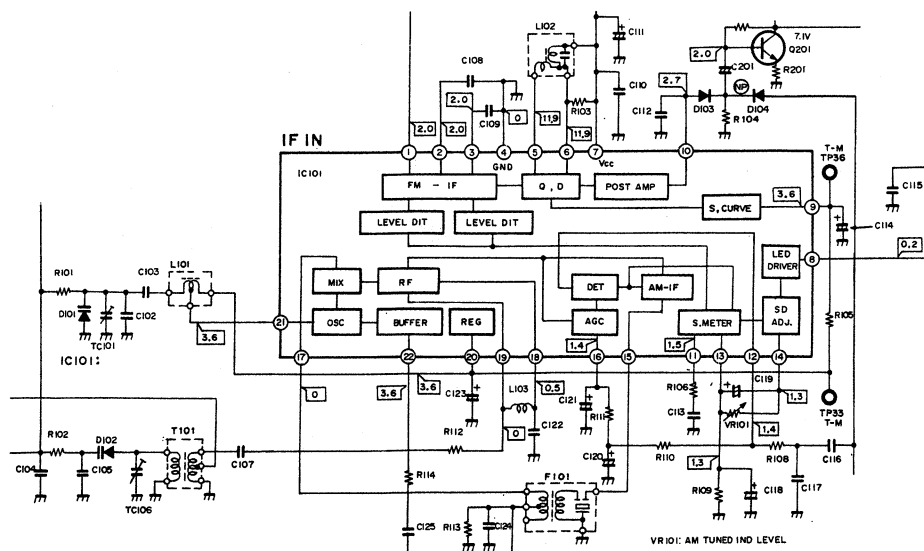 7.1V
Q201
2.0
C201
R201
L102
C111
C108
C110
2.7
C112
D103
NP
D104
R104
2.0
C109
0
R103
2.0
2.0
11,9
11,9
IF IN
IC101
1
2
3
4
5
6
7
10
GND
Vcc
T-M
TP36
FM - IF
Q, D
POST AMP
S, CURVE
3.6
9
C115
C114
LEVEL DIT
LEVEL DIT
LED
DRIVER
8
0.2
R101
C103
L101
MIX
RF
DET
AM-IF
D101
TC101
C102
3.6
21
OSC
BUFFER
REG
AGC
S.METER
SD
ADJ.
1.4
1.5
R105
IC101:
17
22
20
19
18
16
15
11
13
12
14
0
3.6
3.6
C123
L103
0.5
0
C122
C121
R111
R106
C113
C119
VR101
1.3
1.4
TP33
T-M
R102
D102
T101
C107
R112
C120
R110
R108
C116
C104
C105
TC106
R114
F101
1,3
R109
C118
C117
C125
R113
C124
VR101: AM TUNED IND LEVEL